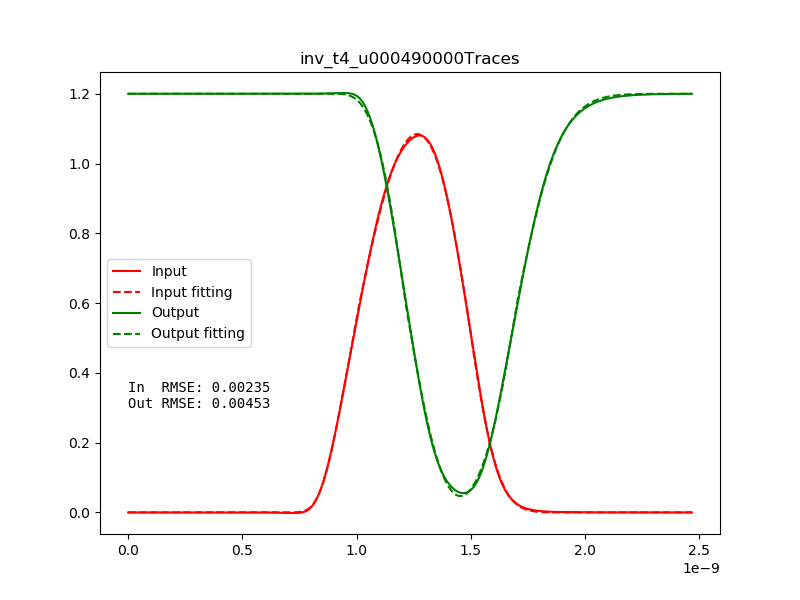 inv_t4_u000490000Traces
1.2
1.0
0.8
0.6
0.4
0.2
0.0
Input
Input fitting
Output
Output fitting
In  RMSE: 0.00235
Out RMSE: 0.00453
0.0 0.5 1.0 1.5 2.0 2.5
1e−9